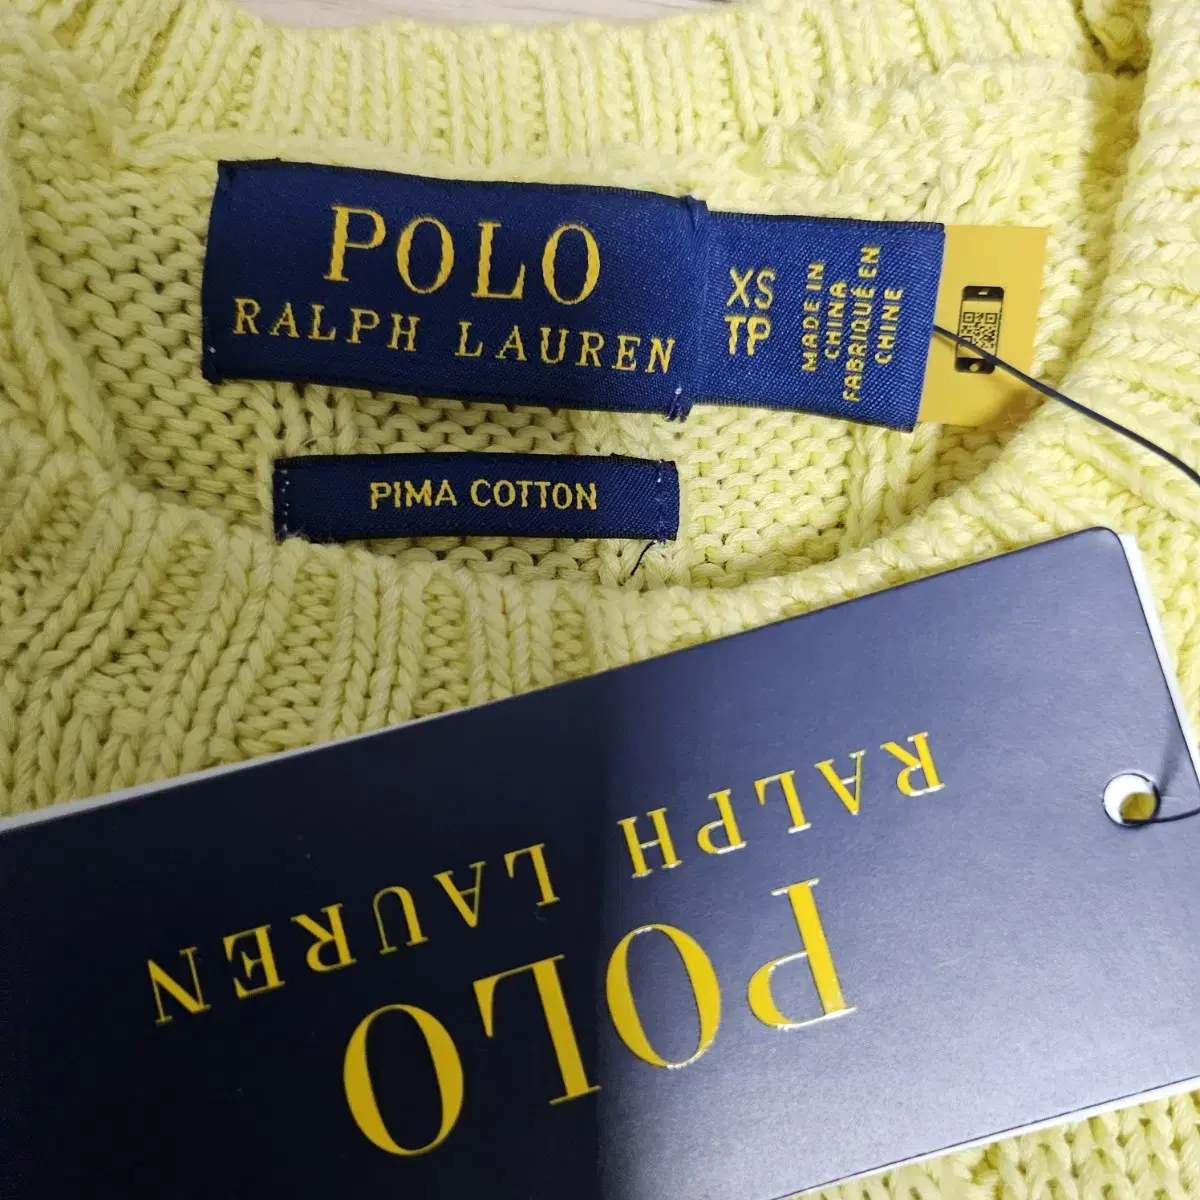 POLO
RALPH LAUREN
XS
TP
MADE IN
CHINA
FABRIQUÉ EN
CHINE
PIMA COTTON
POLO
RALPH LAUREN